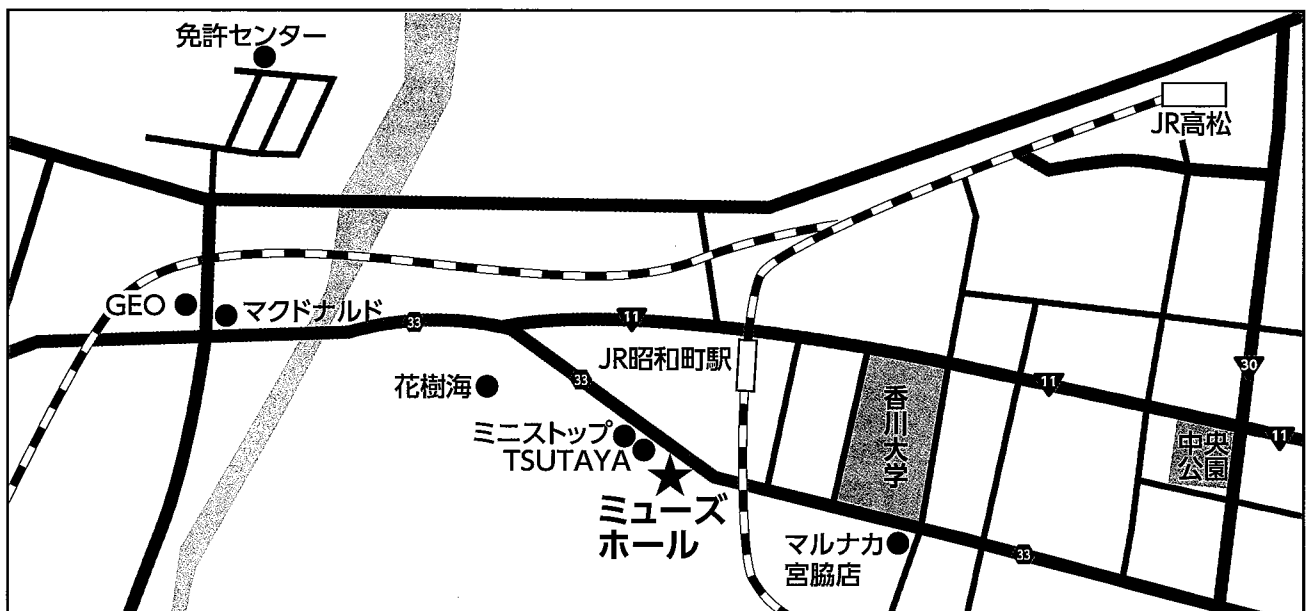 免許センター
JR高松
GEO
マクドナルド
33
11
JR昭和町駅
30
花樹海
33
11
香川大学
中央
公園
11
ミニストップ
TSUTAYA
ミューズ
ホール
マルナカ
宮脇店
33